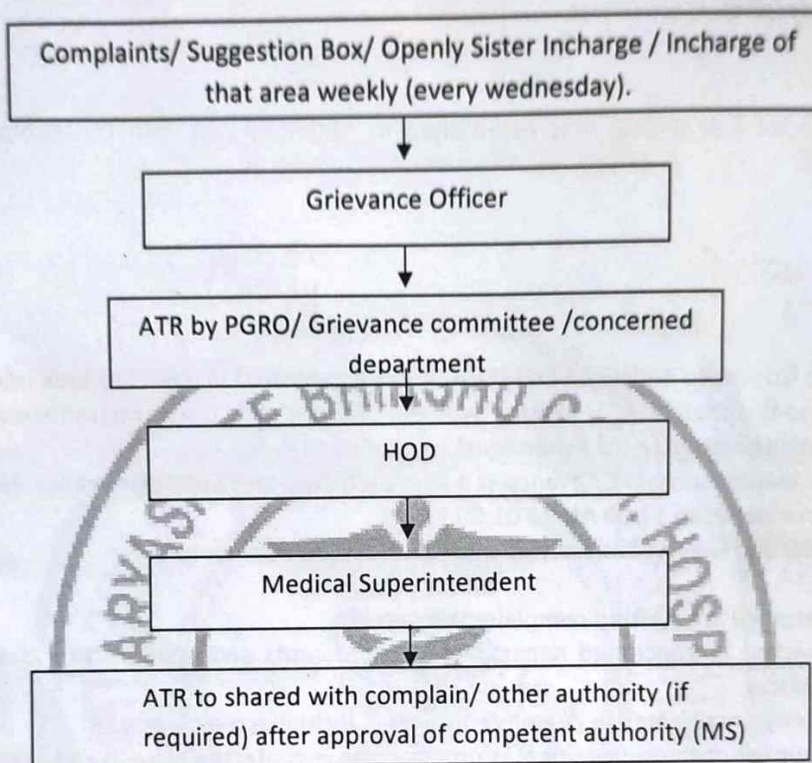 Complaints/ Suggestion Box/ Openly Sister Incharge / Incharge of
that area weekly (every wednesday).
Grievance Officer
ATR by PGRO/ Grievance committee /concerned
department
HOD
Medical Superintendent
ATR to shared with complain/ other authority (if
required) after approval of competent authority (MS)